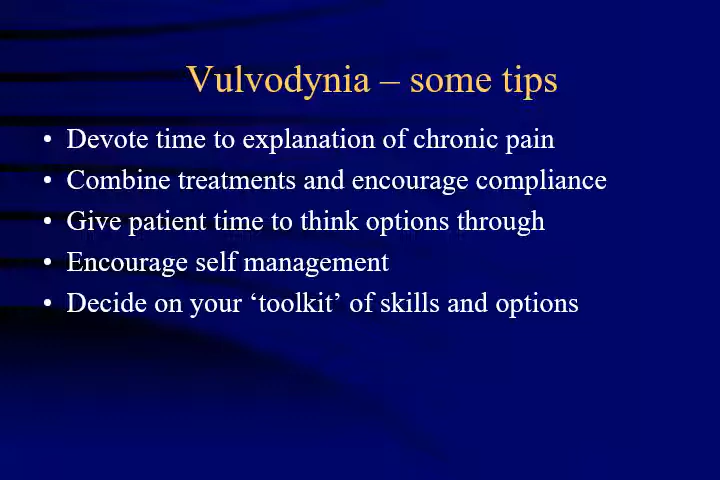 Vulvodynia – some tips
• Devote time to explanation of chronic pain
• Combine treatments and encourage compliance
• Give patient time to think options through
• Encourage self management
• Decide on your ‘toolkit’ of skills and options